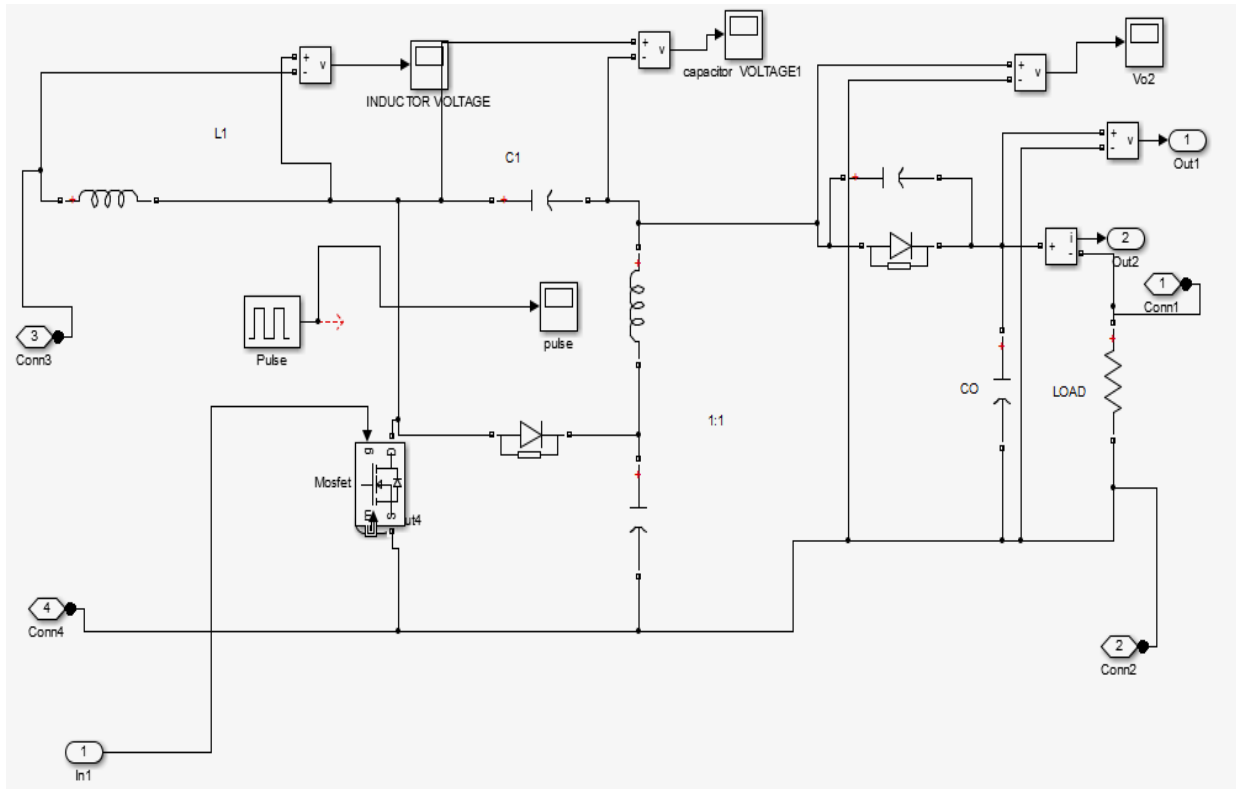 +
-
v
INDUCTOR VOLTAGE
+
-
v
capacitor VOLTAGE1
+
-
v
Vo2
+
-
v
1
Out1
L1
C1
+
i
-
2
Out2
1
Conn1
3
Conn3
Pulse
pulse
CO
LOAD
1:1
g
D
Mosfet
m
S
ut4
4
Conn4
2
Conn2
1
In1